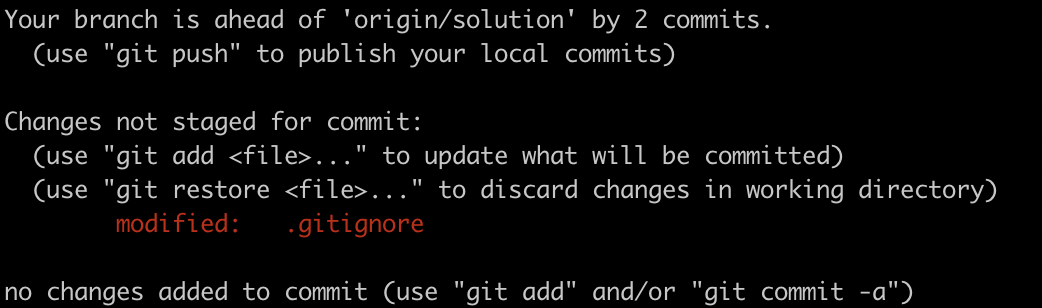 Your branch is ahead of 'origin/solution' by 2 commits.
  (use "git push" to publish your local commits)

Changes not staged for commit:
  (use "git add <file>..." to update what will be committed)
  (use "git restore <file>..." to discard changes in working directory)
        modified:   .gitignore

no changes added to commit (use "git add" and/or "git commit -a")